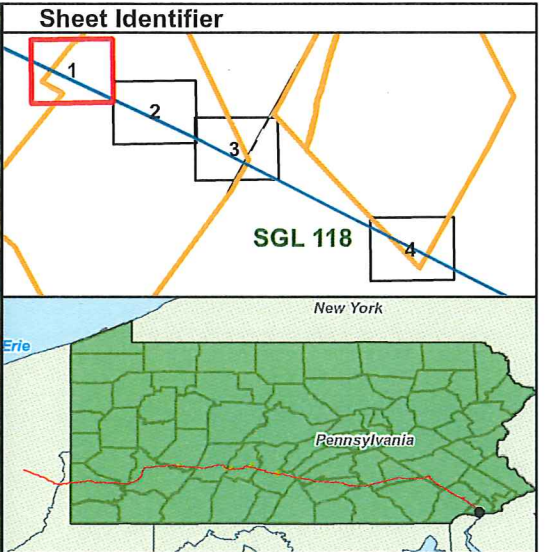 Sheet Identifier
1
2
3
SGL 118
4
New York
Erie
Pennsylvania